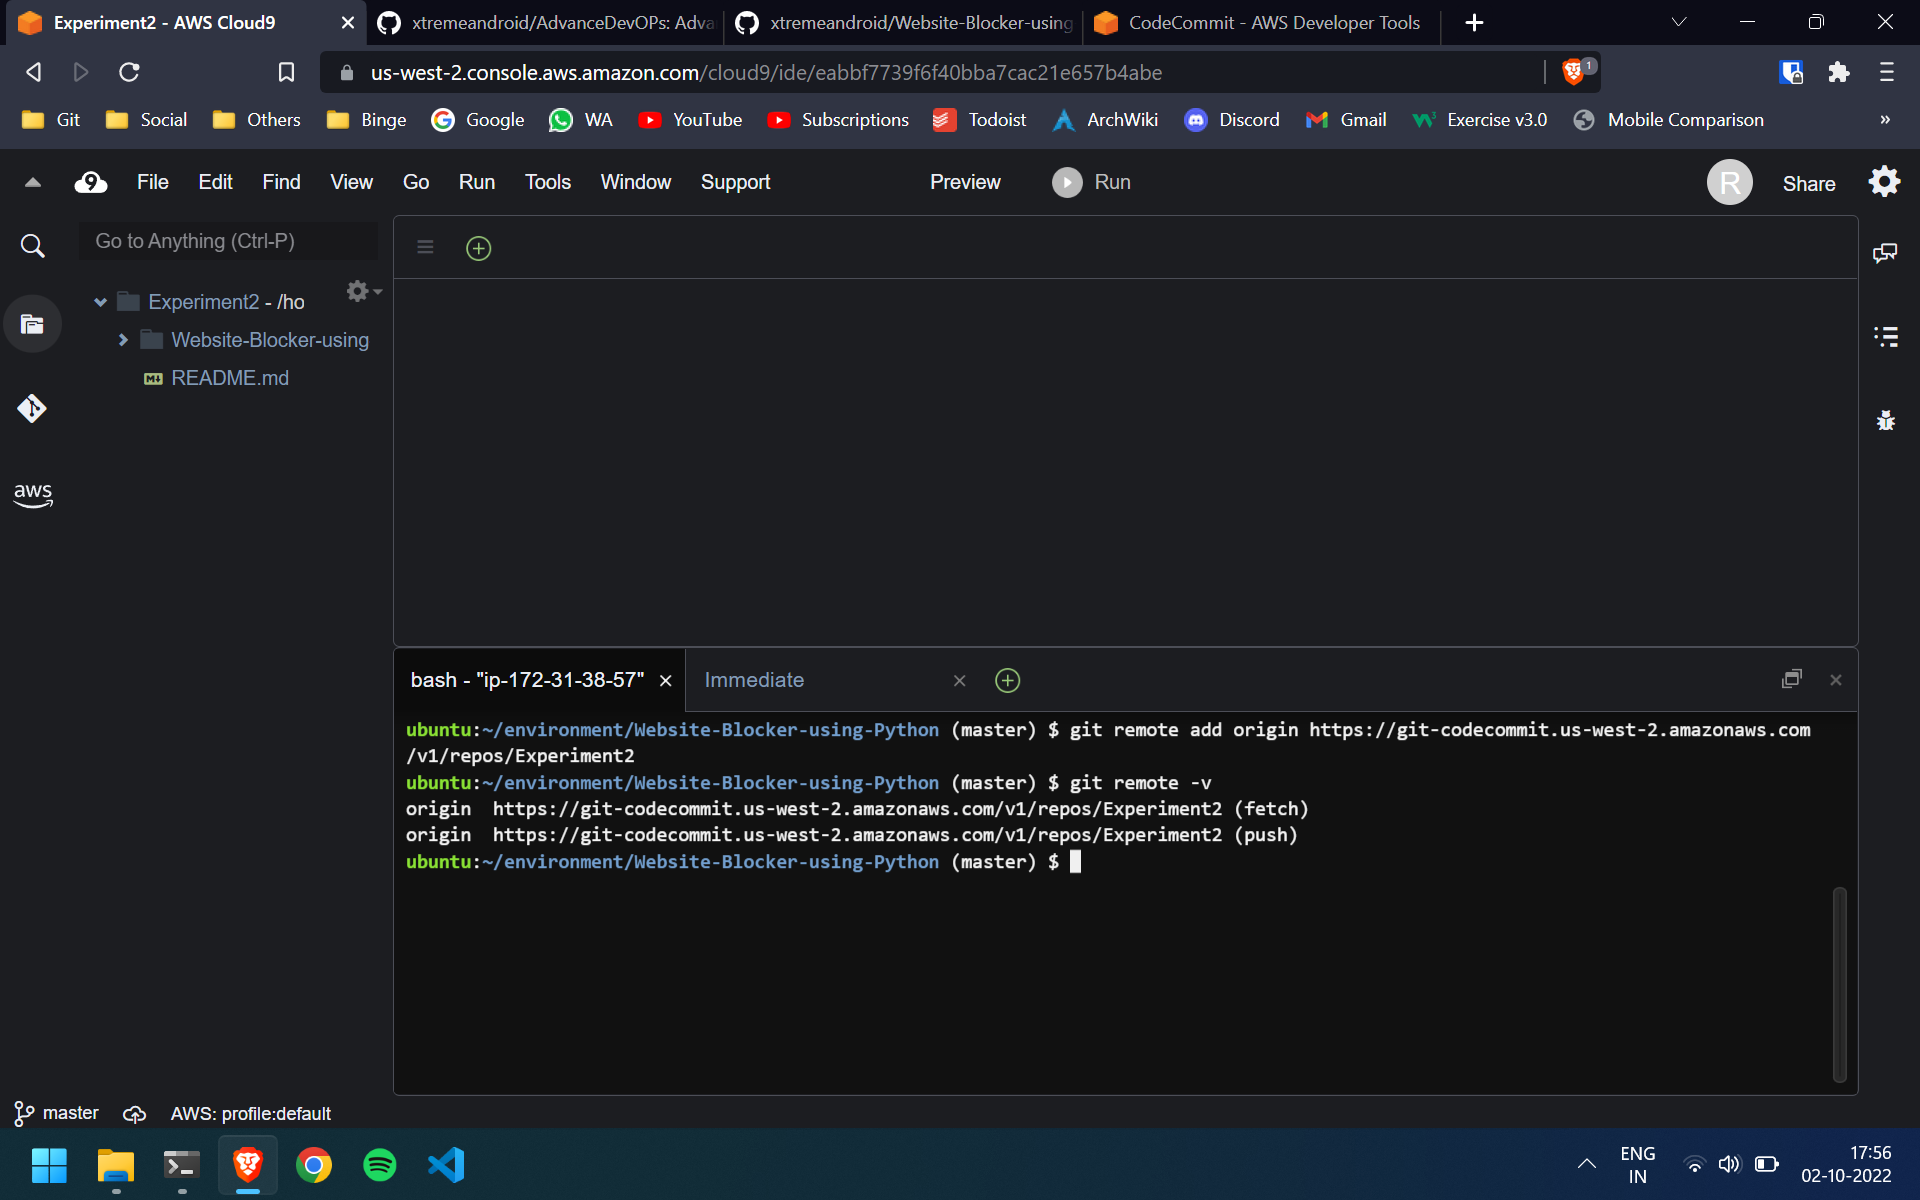 Experiment2 - AWS Cloud9
xtremeandroid/AdvanceDevOPs: Adva
xtremeandroid/Website-Blocker-using
CodeCommit - AWS Developer Tools
us-west-2.console.aws.amazon.com/cloud9/ide/eabbf7739f6f40bba7cac21e657b4abe
1
Git Social Others Binge Google WA YouTube Subscriptions Todoist ArchWiki Discord Gmail Exercise v3.0 Mobile Comparison »
9 File Edit Find View Go Run Tools Window Support Preview Run R Share
Go to Anything (Ctrl-P)
Experiment2 - /ho
Website-Blocker-using
README.md
aws
bash - "ip-172-31-38-57" Immediate
ubuntu:~/environment/Website-Blocker-using-Python (master) $ git remote add origin https://git-codecommit.us-west-2.amazonaws.com
/v1/repos/Experiment2
ubuntu:~/environment/Website-Blocker-using-Python (master) $ git remote -v
origin  https://git-codecommit.us-west-2.amazonaws.com/v1/repos/Experiment2 (fetch)
origin  https://git-codecommit.us-west-2.amazonaws.com/v1/repos/Experiment2 (push)
ubuntu:~/environment/Website-Blocker-using-Python (master) $
master AWS: profile:default
ENG 17:56
IN 02-10-2022